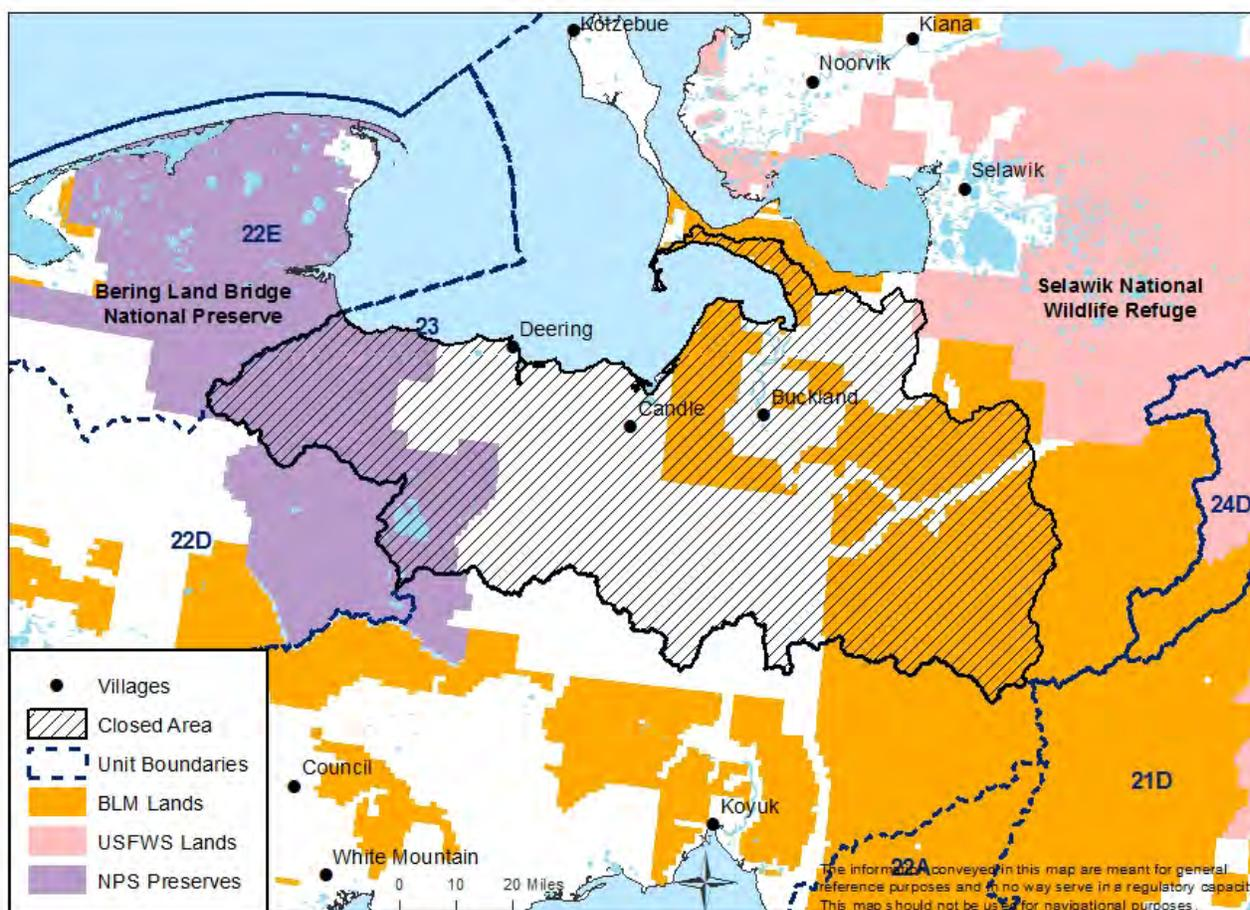 Kotzebue
Kiana
Noorvik
Selawik
22E
Bering Land Bridge
National Preserve
Selawik National
Wildlife Refuge
23
Deering
Candle
Buckland
24D
22D
Villages
Closed Area
Unit Boundaries
BLM Lands
USFWS Lands
NPS Preserves
Council
White Mountain
Koyuk
21D
22A
0 10 20 Miles
The information conveyed in this map are meant for general
reference purposes and in no way serve in a regulatory capacit
This map should not be used for navigational purposes.